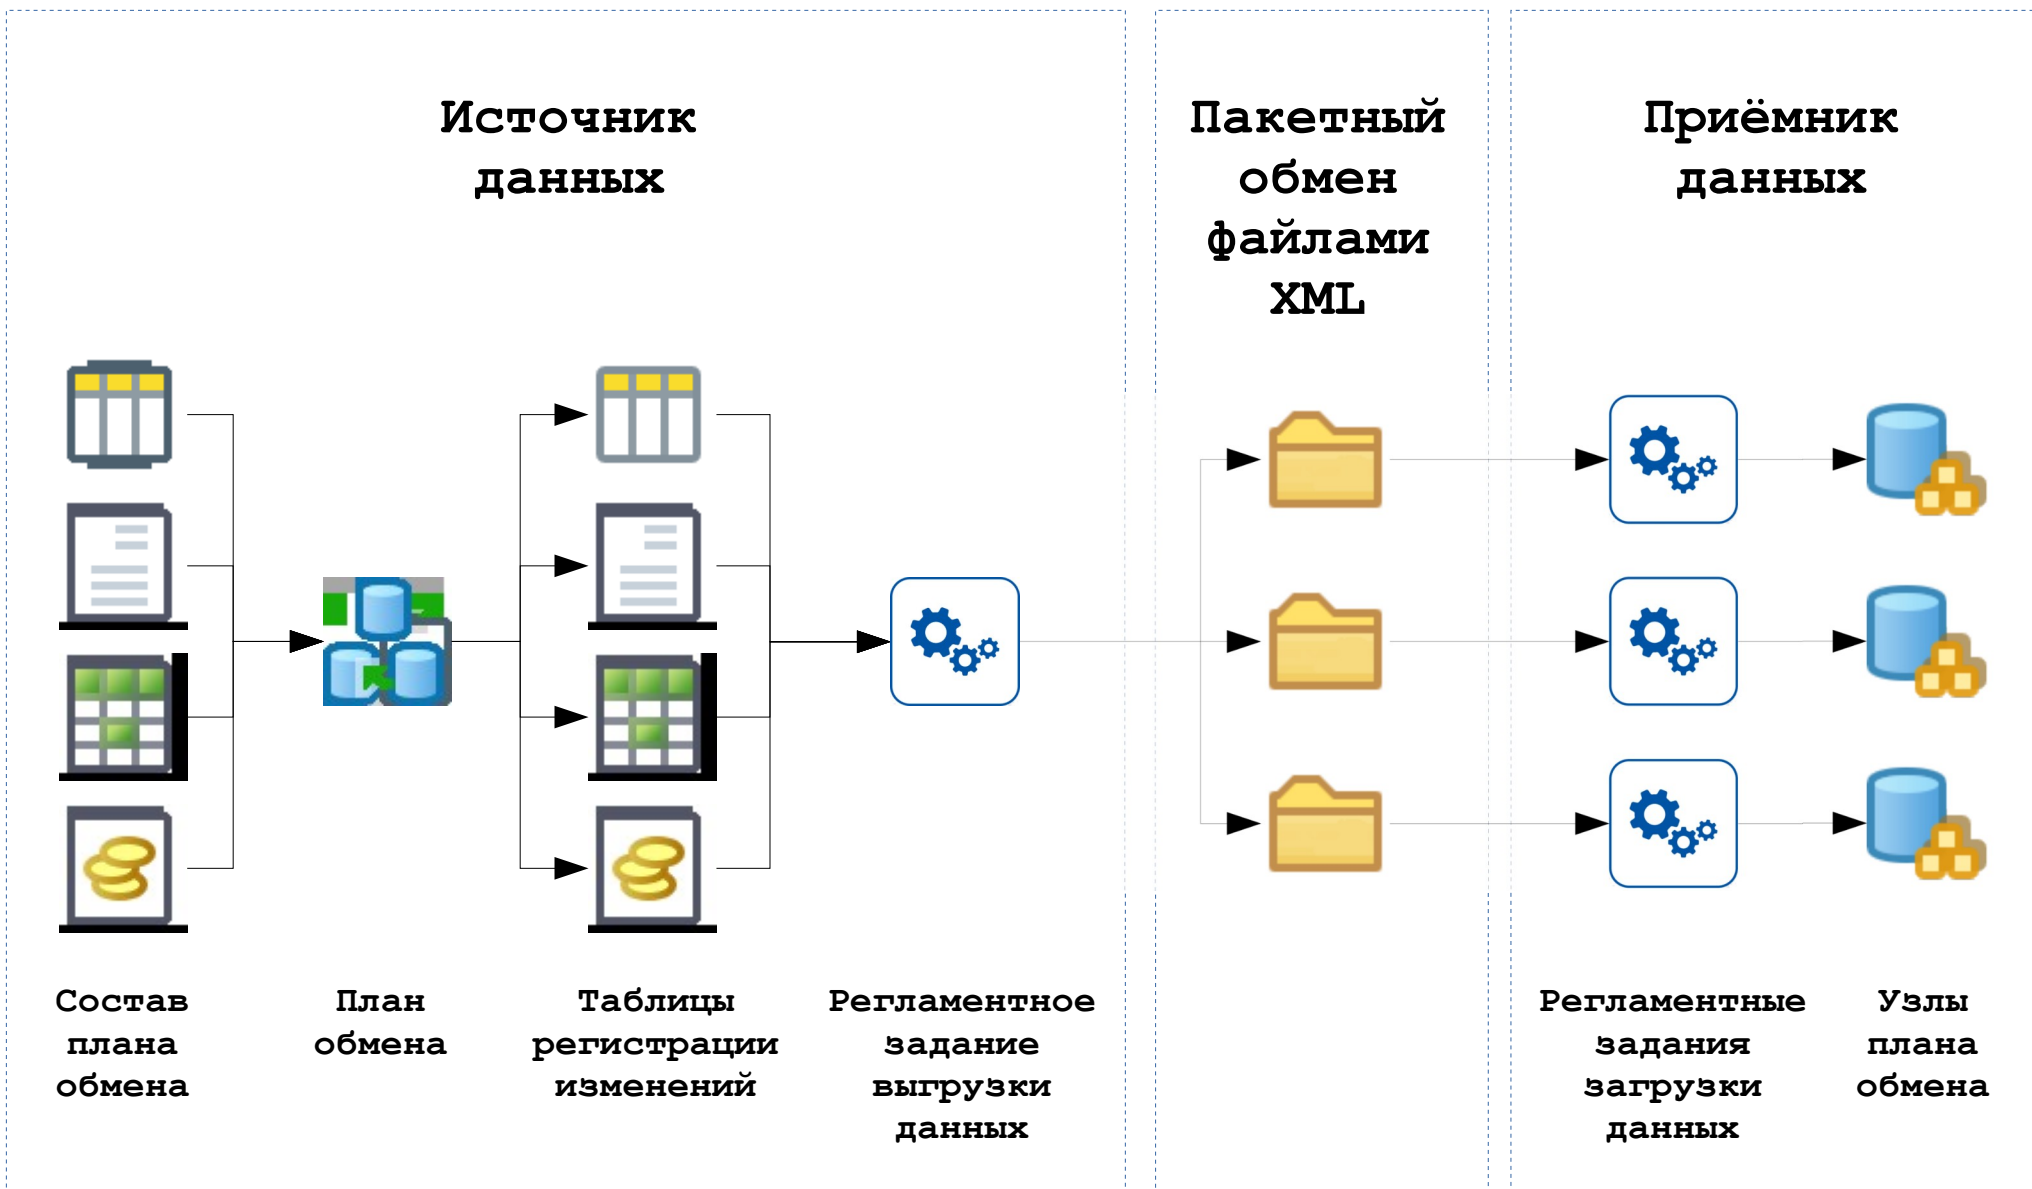 Источник
данных
Пакетный
обмен
файлами
XML
Приёмник
данных
Состав
плана
обмена
План
обмена
Таблицы
регистрации
изменений
Регламентное
задание
выгрузки
данных
Регламентные
задания
загрузки
данных
Узлы
плана
обмена